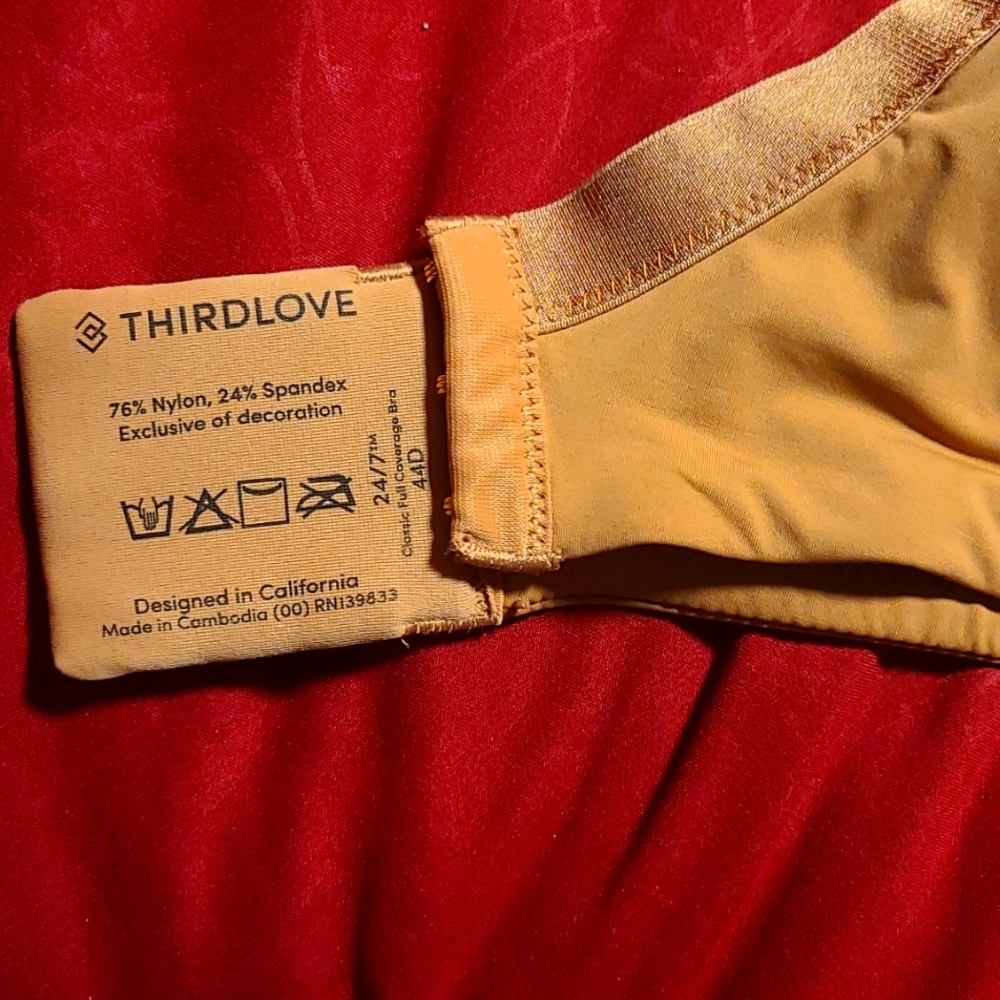 THIRDLOVE
76% Nylon, 24% Spandex
Exclusive of decoration
24/7™
Classic Full Coverage Bra
44D
Designed in California
Made in Cambodia (00) RN139833